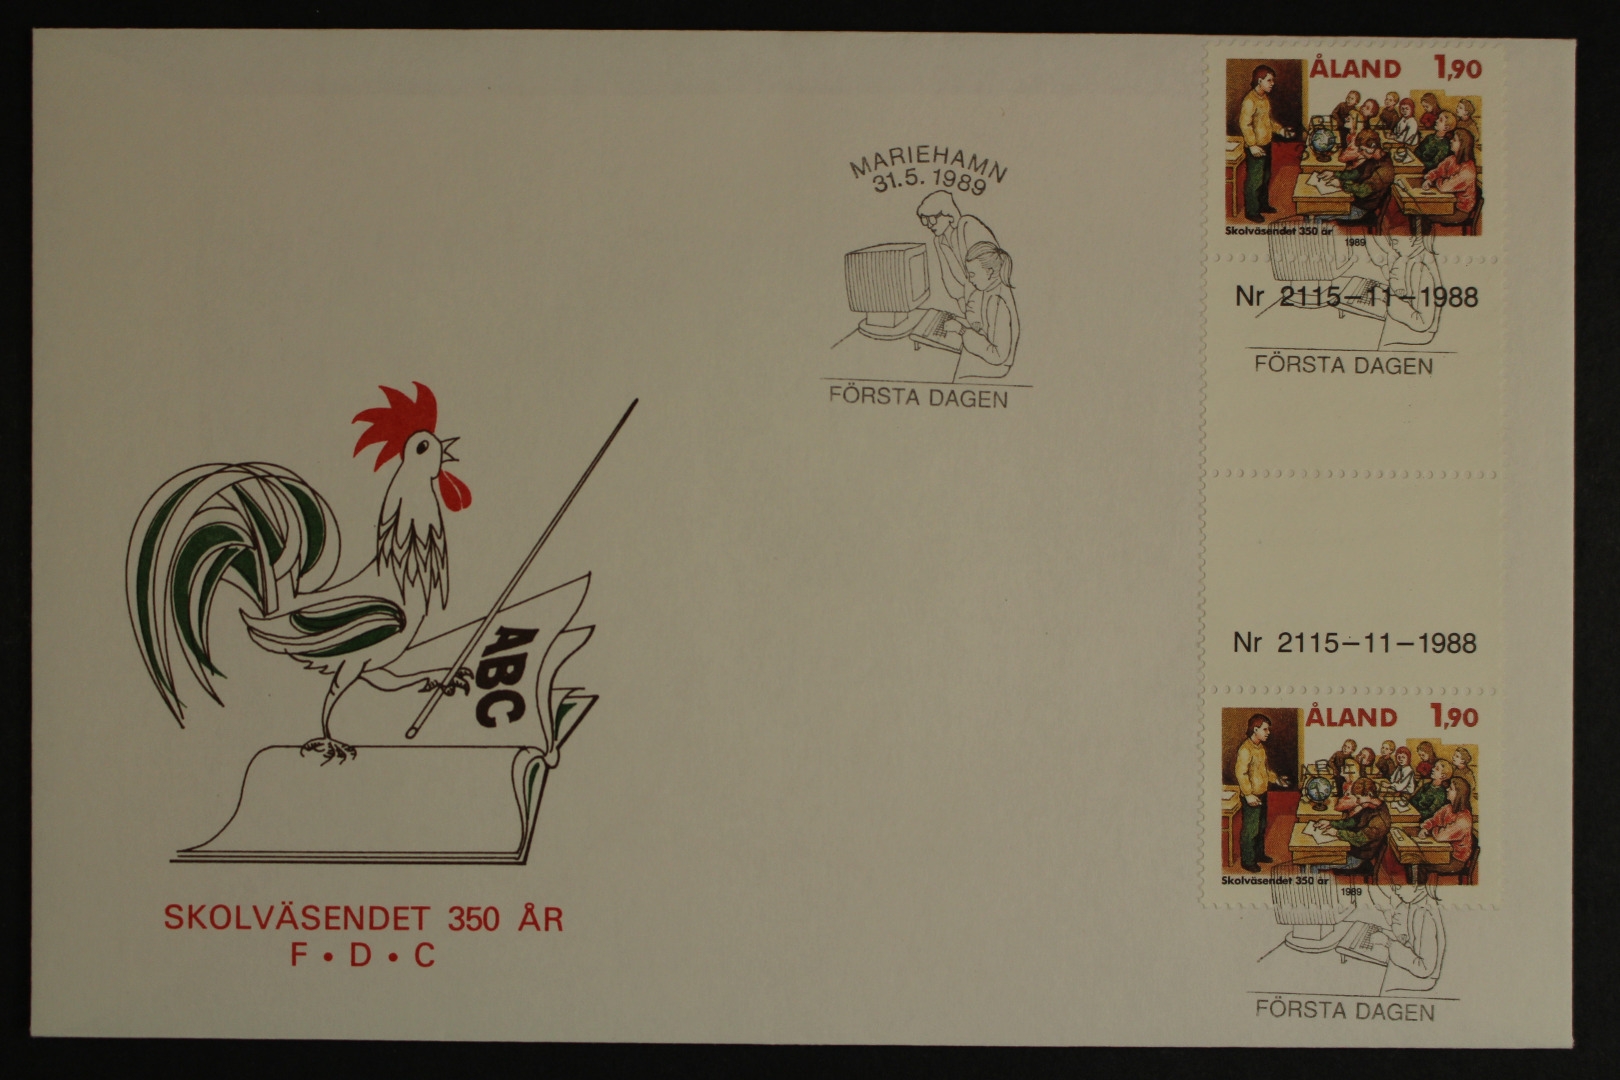 MARIEHAMN
31.5. 1989
FÖRSTA DAGEN
ABC
SKOLVÄSENDET 350 ÅR
F • D • C
ÅLAND 1,90
Skolväsendet 350 år
1989
Nr 2115–11–1988
FÖRSTA DAGEN
Nr 2115–11–1988
ÅLAND 1,90
Skolväsendet 350 år
1989
FÖRSTA DAGEN